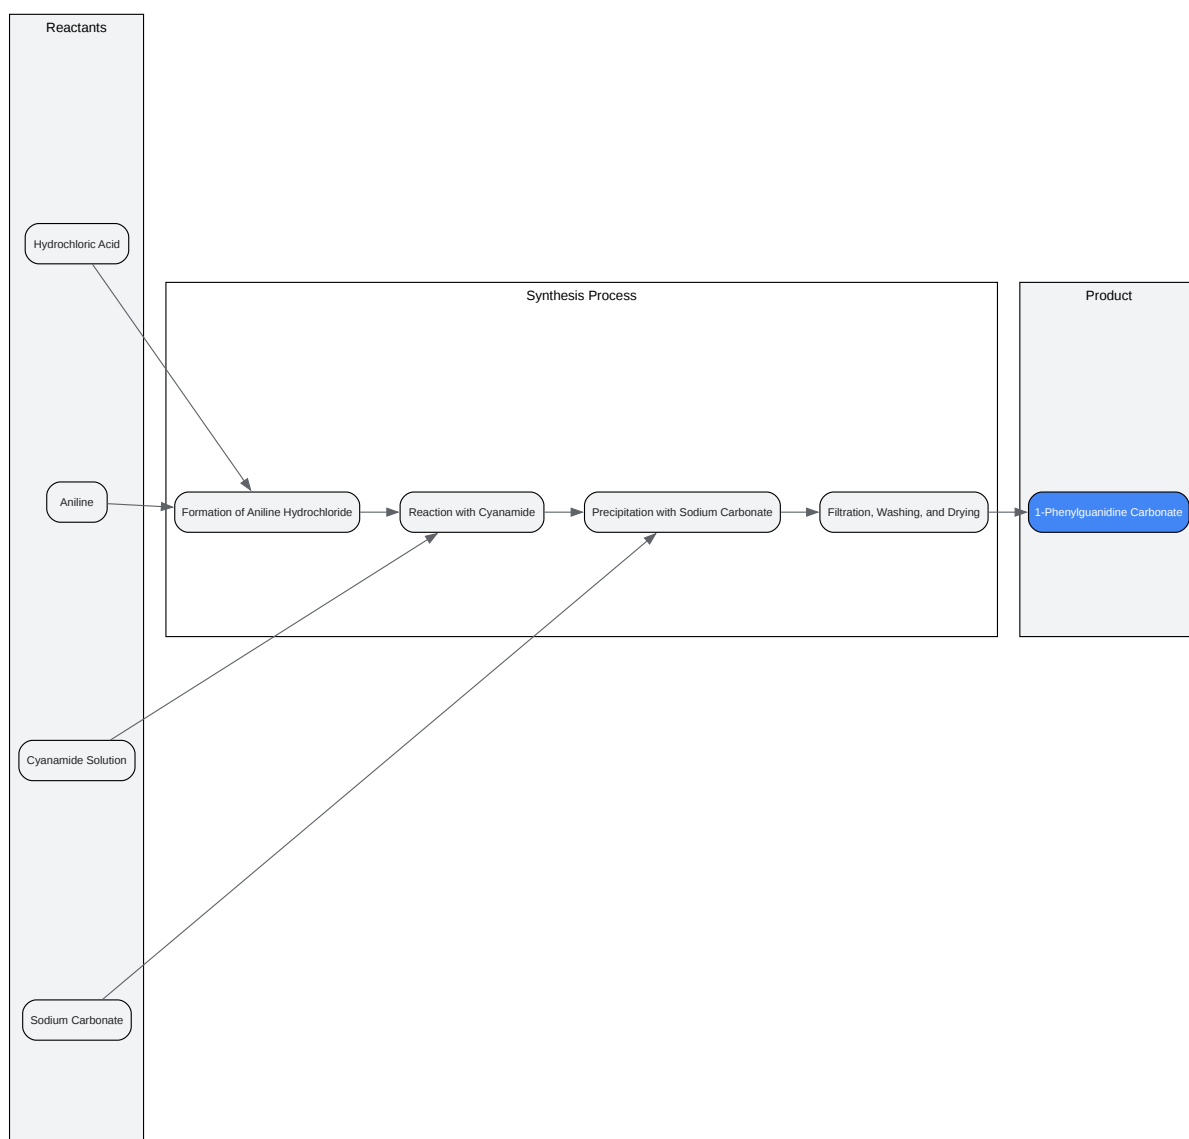 Reactants
Hydrochloric Acid
Aniline
Cyanamide Solution
Sodium Carbonate
Synthesis Process
Formation of Aniline Hydrochloride
Reaction with Cyanamide
Precipitation with Sodium Carbonate
Filtration, Washing, and Drying
Product
1-Phenylguanidine Carbonate